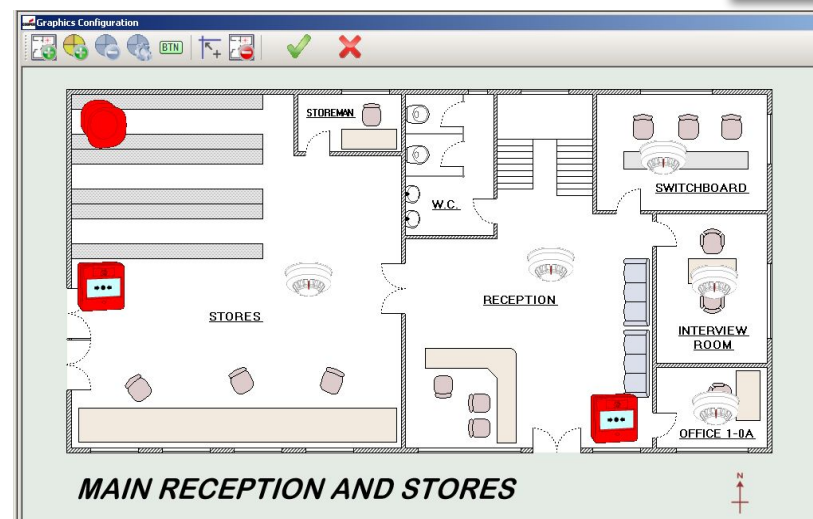 Graphics Configuration
BTN
STOREMAN
SWITCHBOARD
W.C.
STORES
RECEPTION
INTERVIEW
ROOM
OFFICE 1-0A
MAIN RECEPTION AND STORES
N